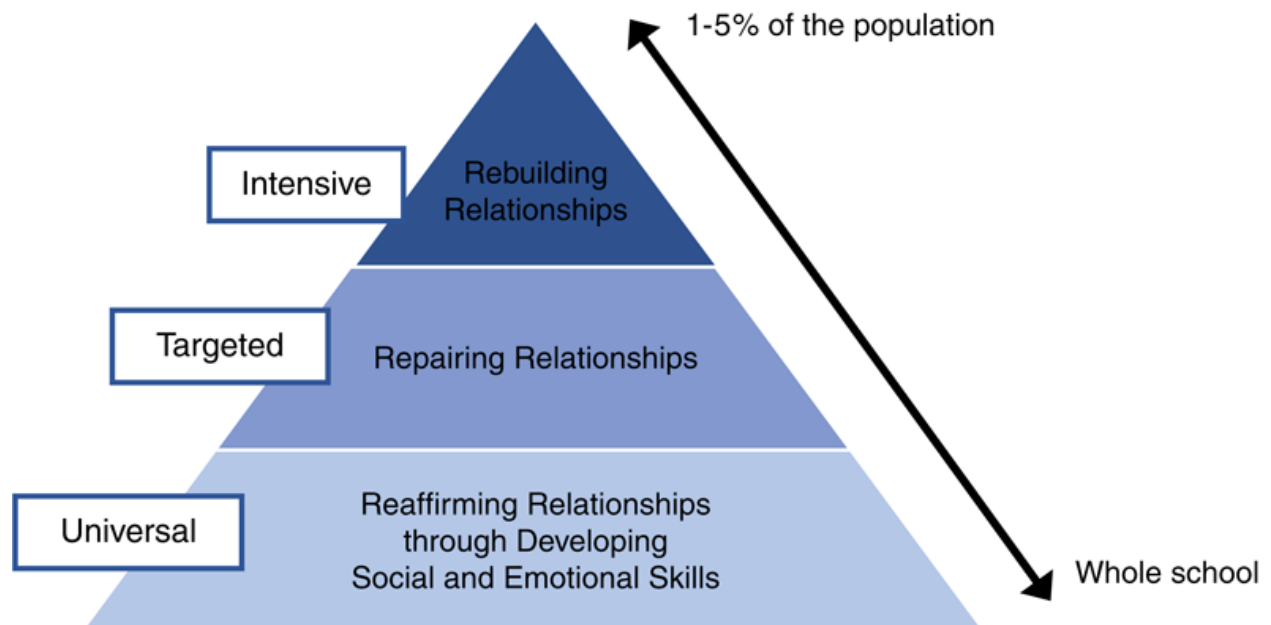 1-5% of the population
Intensive
Rebuilding
Relationships
Targeted
Repairing Relationships
Universal
Reaffirming Relationships
through Developing
Social and Emotional Skills
Whole school